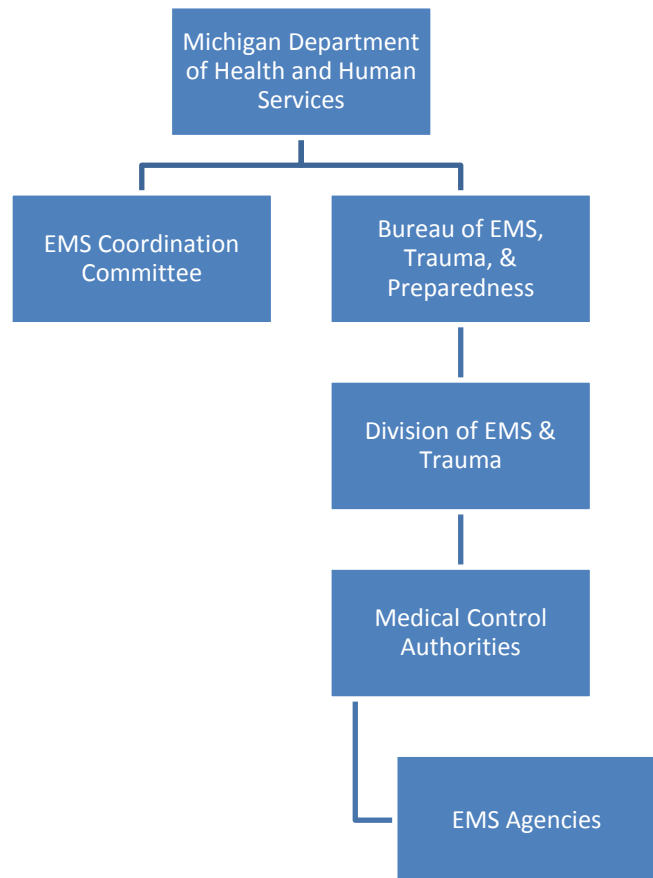 Michigan Department
of Health and Human
Services
EMS Coordination
Committee
Bureau of EMS,
Trauma, &
Preparedness
Division of EMS &
Trauma
Medical Control
Authorities
EMS Agencies